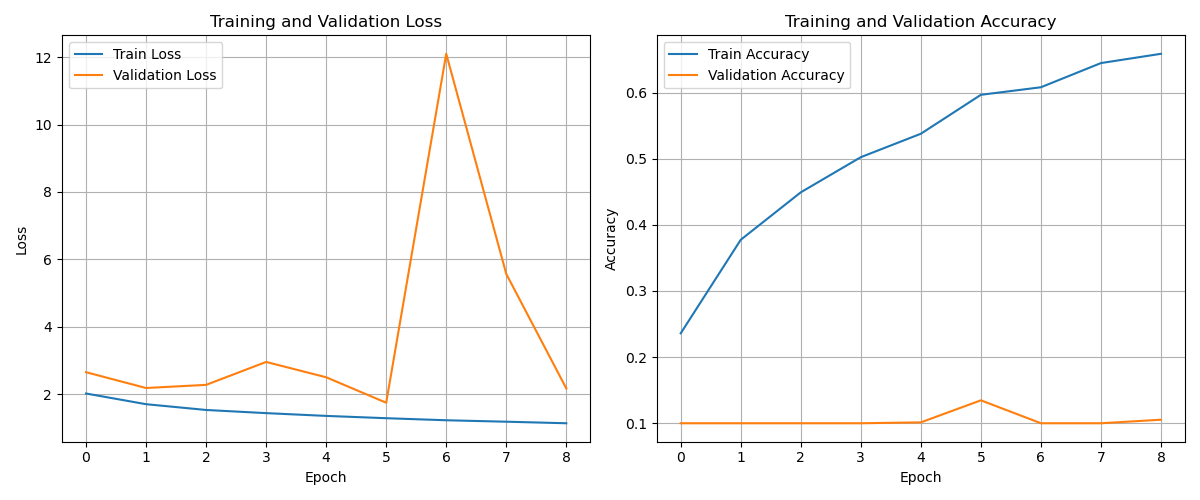 Training and Validation Loss
Train Loss
Validation Loss
12
10
8
6
4
2
Loss
0 1 2 3 4 5 6 7 8
Epoch
Training and Validation Accuracy
Train Accuracy
Validation Accuracy
0.6
0.5
0.4
0.3
0.2
0.1
Accuracy
0 1 2 3 4 5 6 7 8
Epoch